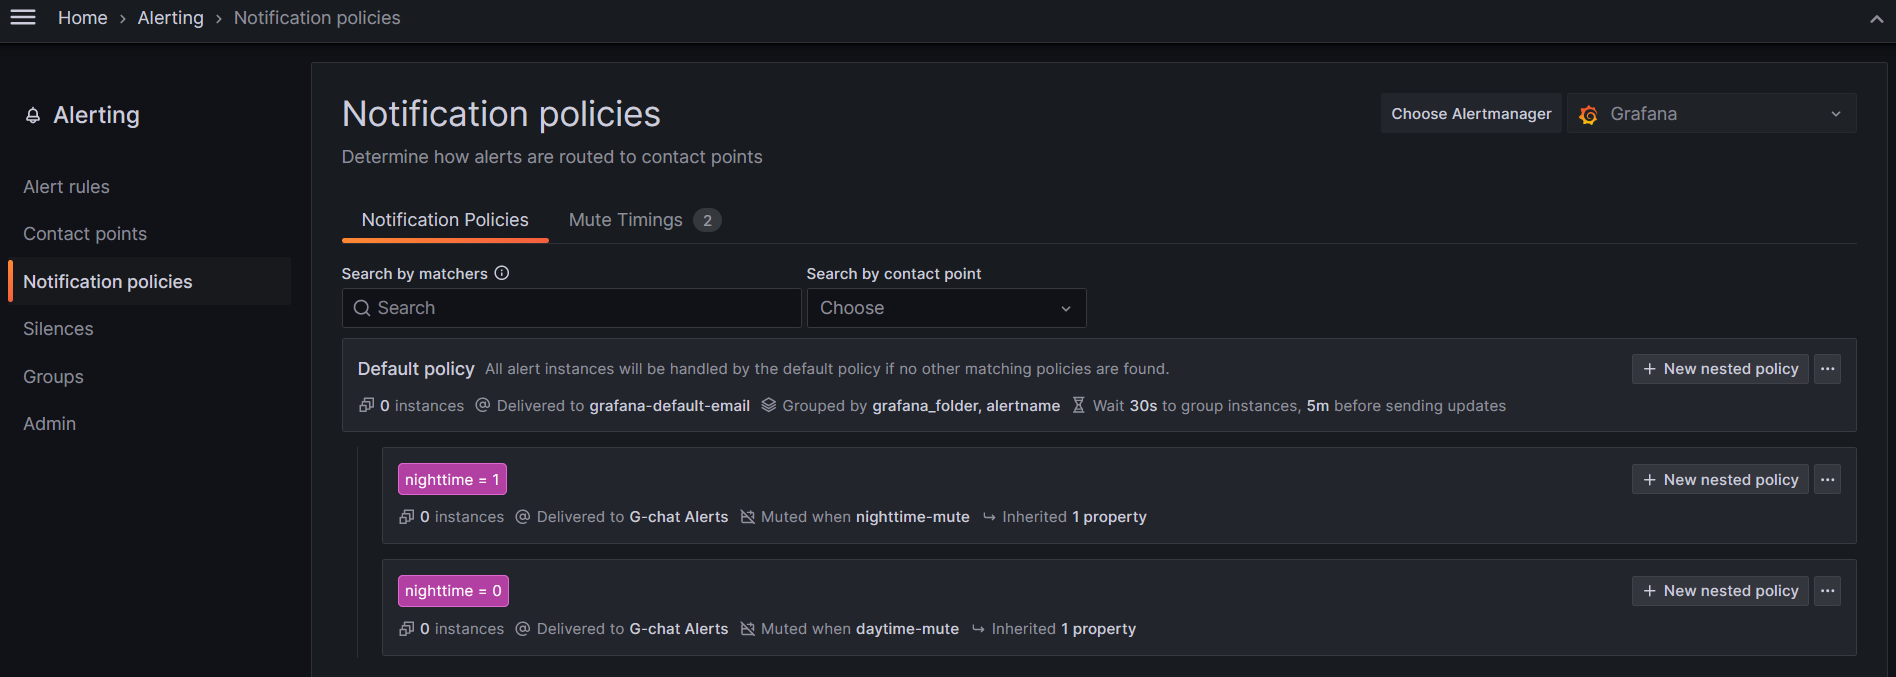 Home › Alerting › Notification policies
Alerting
Alert rules
Contact points
Notification policies
Silences
Groups
Admin
Notification policies
Choose Alertmanager Grafana
Determine how alerts are routed to contact points
Notification Policies Mute Timings 2
Search by matchers Search by contact point
Search Choose
Default policy All alert instances will be handled by the default policy if no other matching policies are found. + New nested policy ···
0 instances Delivered to grafana-default-email Grouped by grafana_folder, alertname Wait 30s to group instances, 5m before sending updates
nighttime = 1 + New nested policy ···
0 instances Delivered to G-chat Alerts Muted when nighttime-mute Inherited 1 property
nighttime = 0 + New nested policy ···
0 instances Delivered to G-chat Alerts Muted when daytime-mute Inherited 1 property